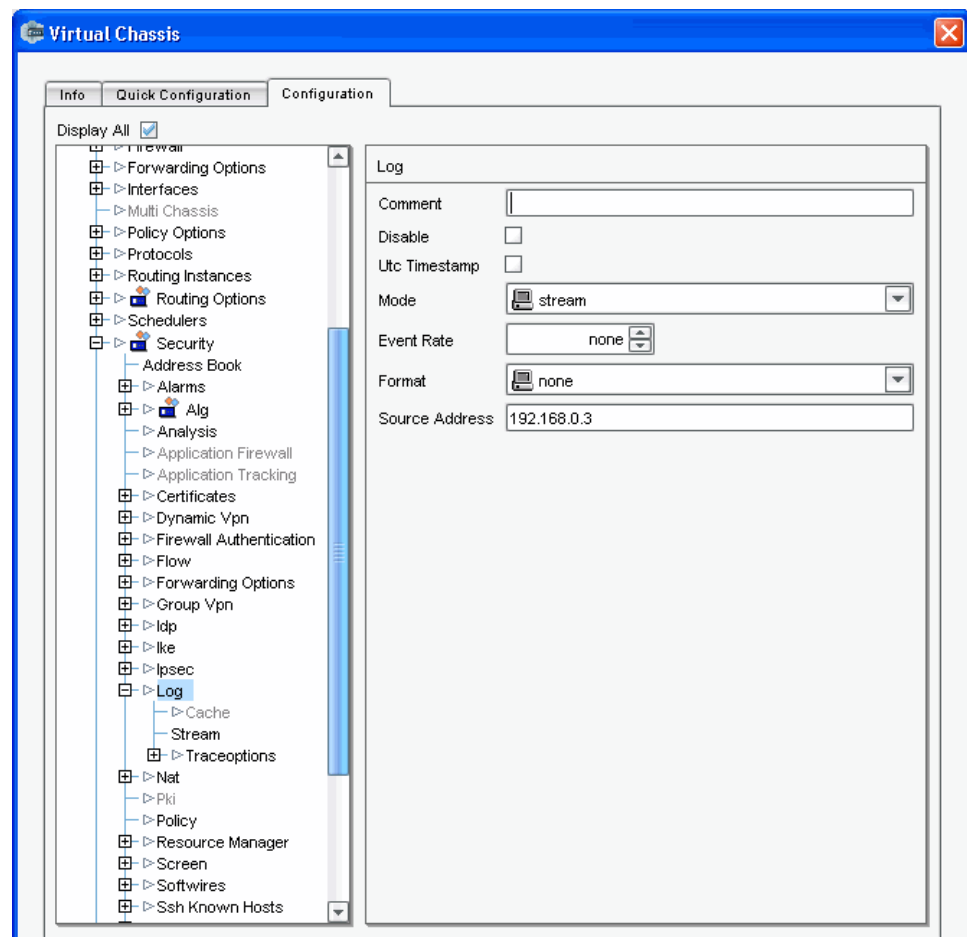 Virtual Chassis
Info
Quick Configuration
Configuration
Display All
Firewall
Forwarding Options
Interfaces
Multi Chassis
Policy Options
Protocols
Routing Instances
Routing Options
Schedulers
Security
Address Book
Alarms
Alg
Analysis
Application Firewall
Application Tracking
Certificates
Dynamic Vpn
Firewall Authentication
Flow
Forwarding Options
Group Vpn
Idp
Ike
Ipsec
Log
Cache
Stream
Traceoptions
Nat
Pki
Policy
Resource Manager
Screen
Softwires
Ssh Known Hosts
Log
Comment
Disable
Utc Timestamp
Mode stream
Event Rate none
Format none
Source Address 192.168.0.3